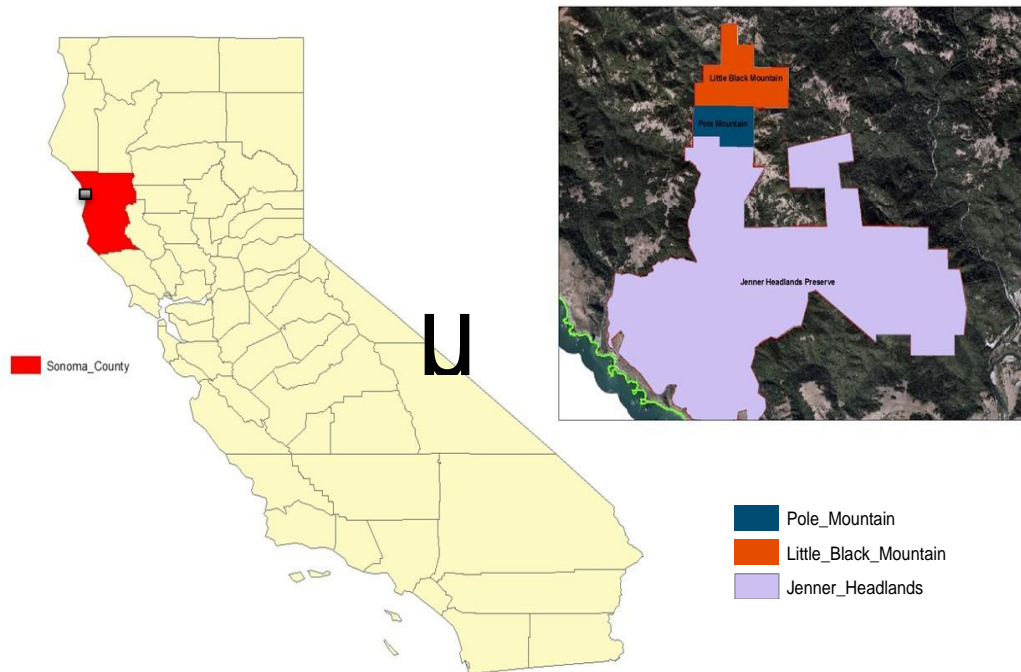 Little Black Mountain
Pole Mountain
Jenner Headlands Preserve
u
Sonoma_County
Pole_Mountain
Little_Black_Mountain
Jenner_Headlands